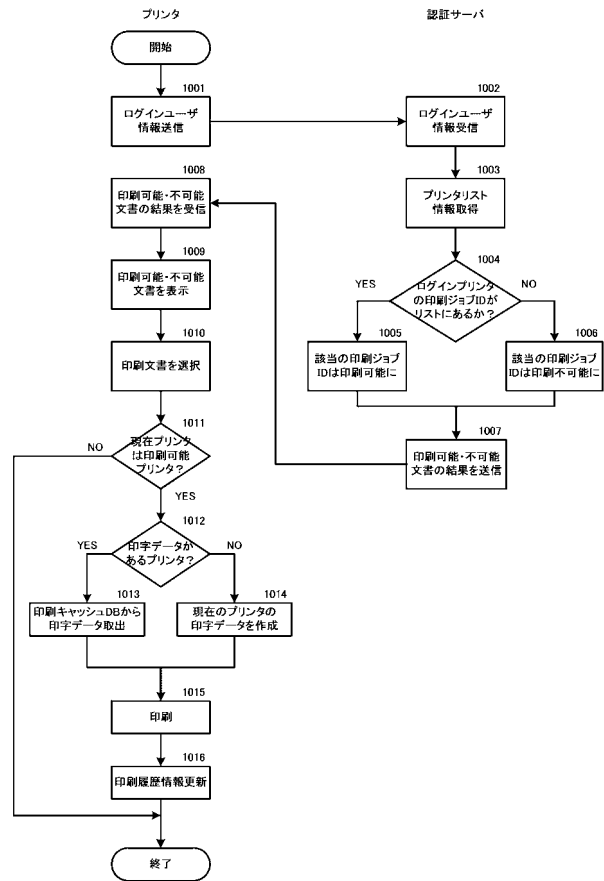 プリンタ
認証サーバ
開始
1001
ログインユーザ
情報送信
1002
ログインユーザ
情報受信
1003
プリンタリスト
情報取得
1004
ログインプリンタ
の印刷ジョブIDが
リストにあるか？
YES
NO
1005
該当の印刷ジョブ
IDは印刷可能に
1006
該当の印刷ジョブ
IDは印刷不可能に
1007
印刷可能・不可能
文書の結果を送信
1008
印刷可能・不可能
文書の結果を受信
1009
印刷可能・不可能
文書を表示
1010
印刷文書を選択
1011
現在プリンタ
は印刷可能
プリンタ？
NO
YES
1012
印字データが
あるプリンタ？
YES
NO
1013
印刷キャッシュDBから
印字データ取出
1014
現在のプリンタの
印字データを作成
1015
印刷
1016
印刷履歴情報更新
終了